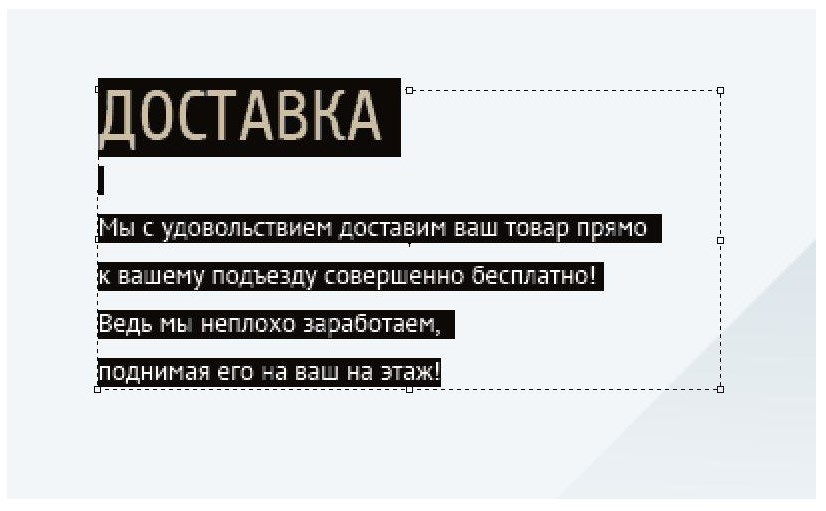 ДОСТАВКА
Мы с удовольствием доставим ваш товар прямо
к вашему подъезду совершенно бесплатно!
Ведь мы неплохо заработаем,
поднимая его на ваш на этаж!